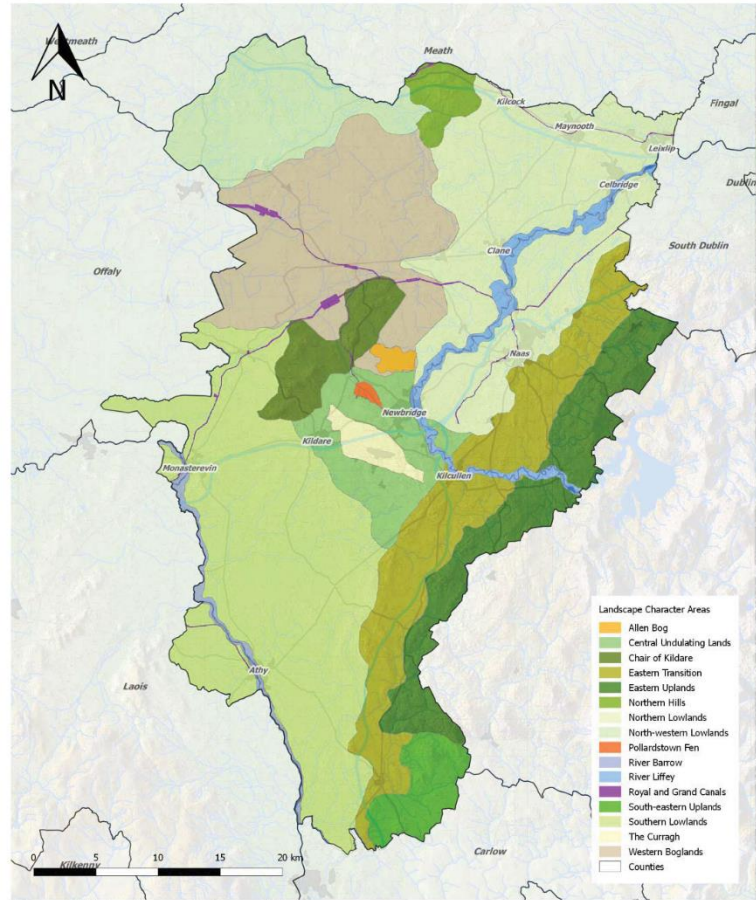 Westmeath
Meath
Fingal
Kilcock
Maynooth
Leixlip
Dublin
Celbridge
Clane
South Dublin
Offaly
Naas
Newbridge
Kildare
Monasterevin
Kilcullen
Laois
Athy
Carlow
Kilkenny
N
0 5 10 15 20 km
Landscape Character Areas
Allen Bog
Central Undulating Lands
Chair of Kildare
Eastern Transition
Eastern Uplands
Northern Hills
Northern Lowlands
North-western Lowlands
Pollardstown Fen
River Barrow
River Liffey
Royal and Grand Canals
South-eastern Uplands
Southern Lowlands
The Curragh
Western Boglands
Counties